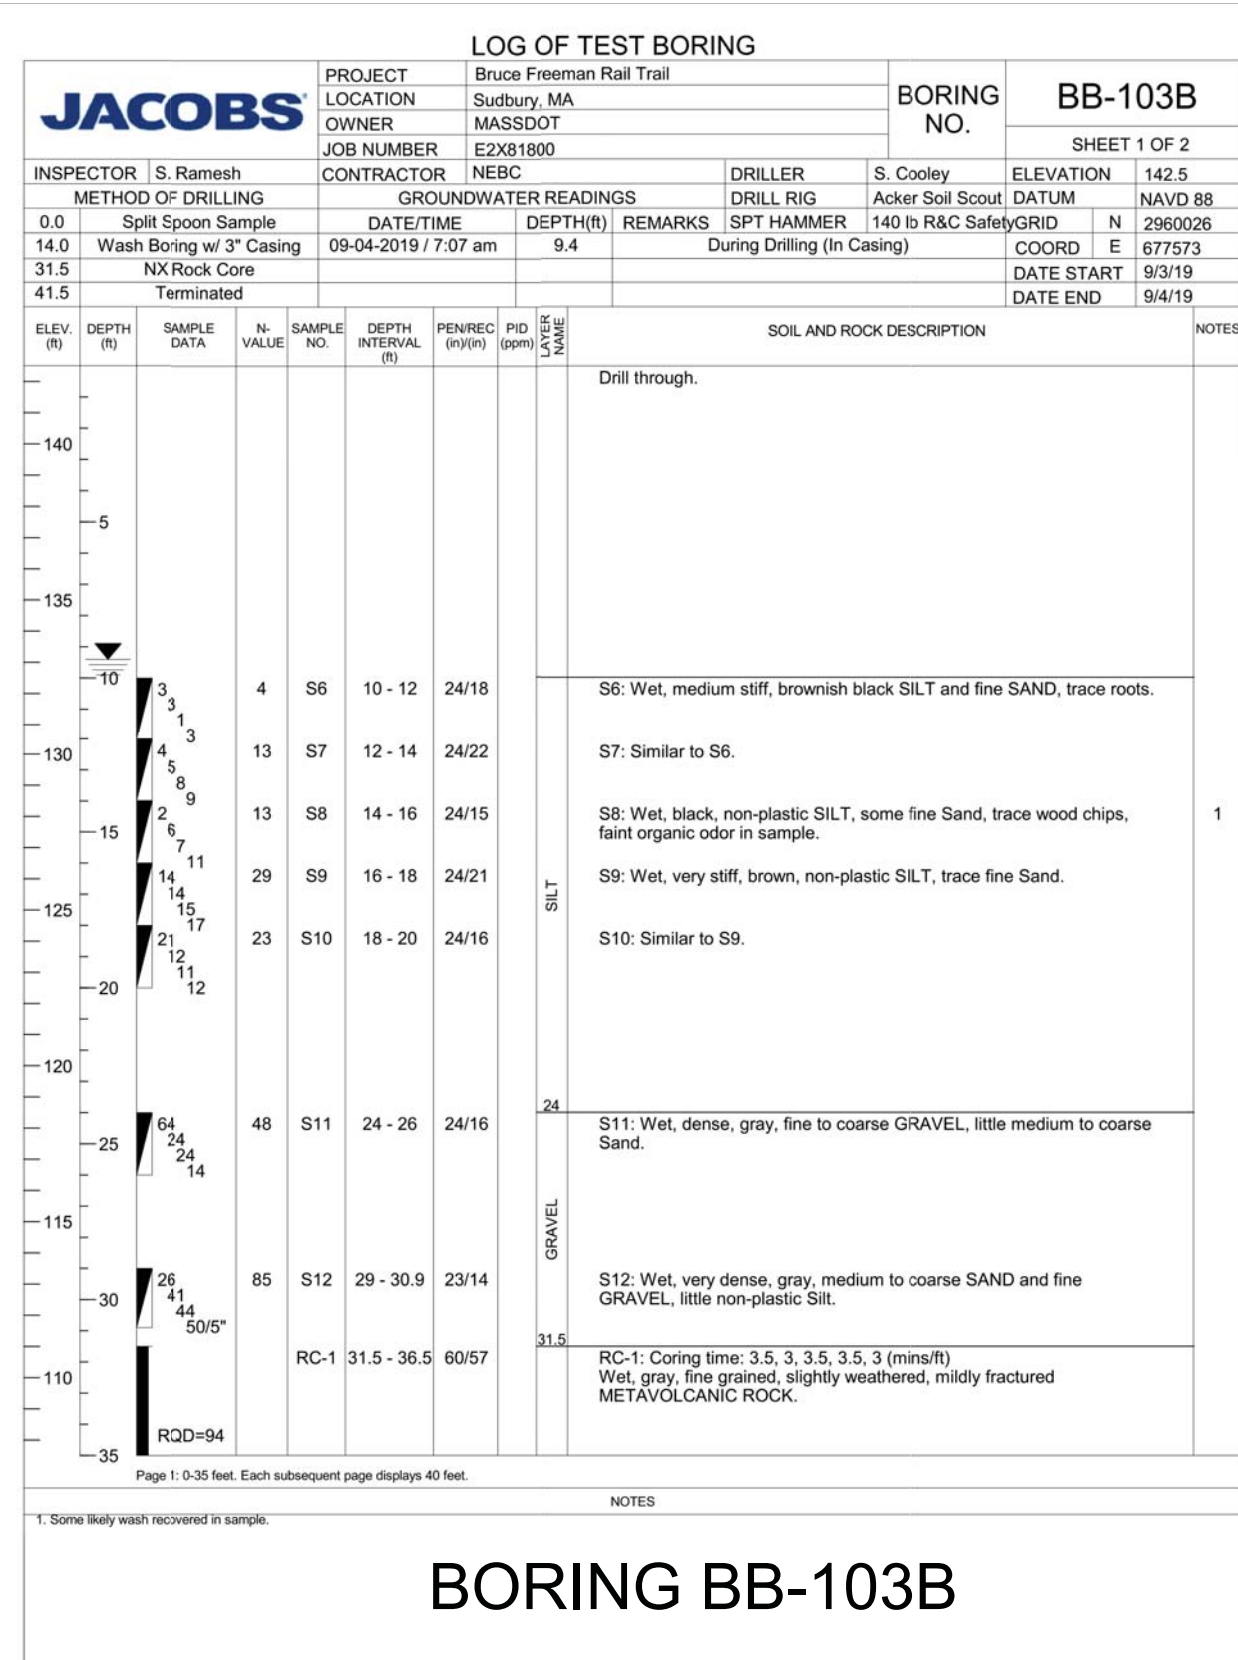 LOG OF TEST BORING
JACOBS
PROJECT Bruce Freeman Rail Trail
LOCATION Sudbury, MA
OWNER MASSDOT
JOB NUMBER E2X81800
BORING NO.
BB-103B
SHEET 1 OF 2
INSPECTOR S. Ramesh CONTRACTOR NEBC DRILLER S. Cooley ELEVATION 142.5
METHOD OF DRILLING GROUNDWATER READINGS DRILL RIG Acker Soil Scout DATUM NAVD 88
0.0 Split Spoon Sample DATE/TIME DEPTH(ft) REMARKS SPT HAMMER 140 lb R&C Safety GRID N 2960026
14.0 Wash Boring w/ 3" Casing 09-04-2019 / 7:07 am 9.4 During Drilling (In Casing) COORD E 677573
31.5 NX Rock Core DATE START 9/3/19
41.5 Terminated DATE END 9/4/19
ELEV. (ft) DEPTH (ft) SAMPLE DATA N-VALUE SAMPLE NO. DEPTH INTERVAL (ft) PEN/REC (in)/(in) PID (ppm) LAYER NAME SOIL AND ROCK DESCRIPTION NOTES
Drill through.
140
5
135
10
3 4 S6 10 - 12 24/18 S6: Wet, medium stiff, brownish black SILT and fine SAND, trace roots.
3
1
3
130 4 13 S7 12 - 14 24/22 S7: Similar to S6.
5
8
9
2 13 S8 14 - 16 24/15 S8: Wet, black, non-plastic SILT, some fine Sand, trace wood chips, 1
15 6 faint organic odor in sample.
7
11
14 29 S9 16 - 18 24/21 S9: Wet, very stiff, brown, non-plastic SILT, trace fine Sand.
14
SILT
125 15
17
21 23 S10 18 - 20 24/16 S10: Similar to S9.
12
11
20 12
120
24
64 48 S11 24 - 26 24/16 S11: Wet, dense, gray, fine to coarse GRAVEL, little medium to coarse
25 24 Sand.
24
14
115
GRAVEL
26 85 S12 29 - 30.9 23/14 S12: Wet, very dense, gray, medium to coarse SAND and fine
30 41 GRAVEL, little non-plastic Silt.
44
50/5"
31.5
RC-1 31.5 - 36.5 60/57 RC-1: Coring time: 3.5, 3, 3.5, 3.5, 3 (mins/ft)
110 Wet, gray, fine grained, slightly weathered, mildly fractured
METAVOLCANIC ROCK.
RQD=94
35
Page 1: 0-35 feet. Each subsequent page displays 40 feet.
NOTES
1. Some likely wash recovered in sample.
BORING BB-103B